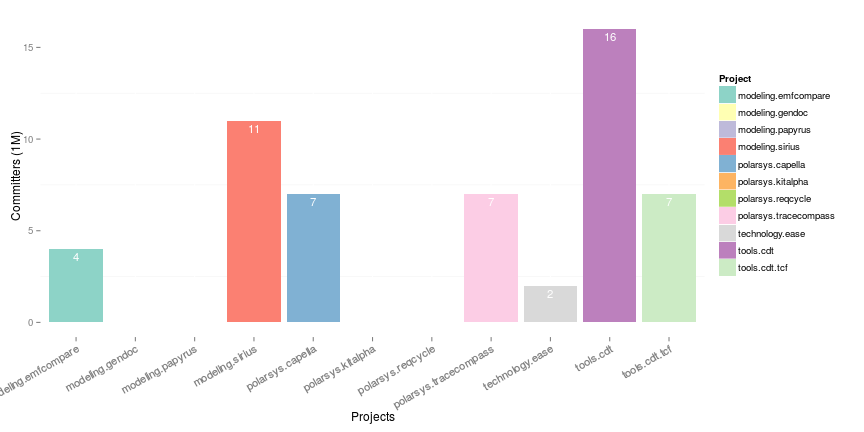 Committers (1M)
15
10
5
0
4
11
7
7
2
16
7
deling.emfcompare
modeling.gendoc
modeling.papyrus
modeling.sirius
polarsys.capella
polarsys.kitalpha
polarsys.reqcycle
polarsys.tracecompass
technology.ease
tools.cdt
tools.cdt.tcf
Projects
Project
modeling.emfcompare
modeling.gendoc
modeling.papyrus
modeling.sirius
polarsys.capella
polarsys.kitalpha
polarsys.reqcycle
polarsys.tracecompass
technology.ease
tools.cdt
tools.cdt.tcf